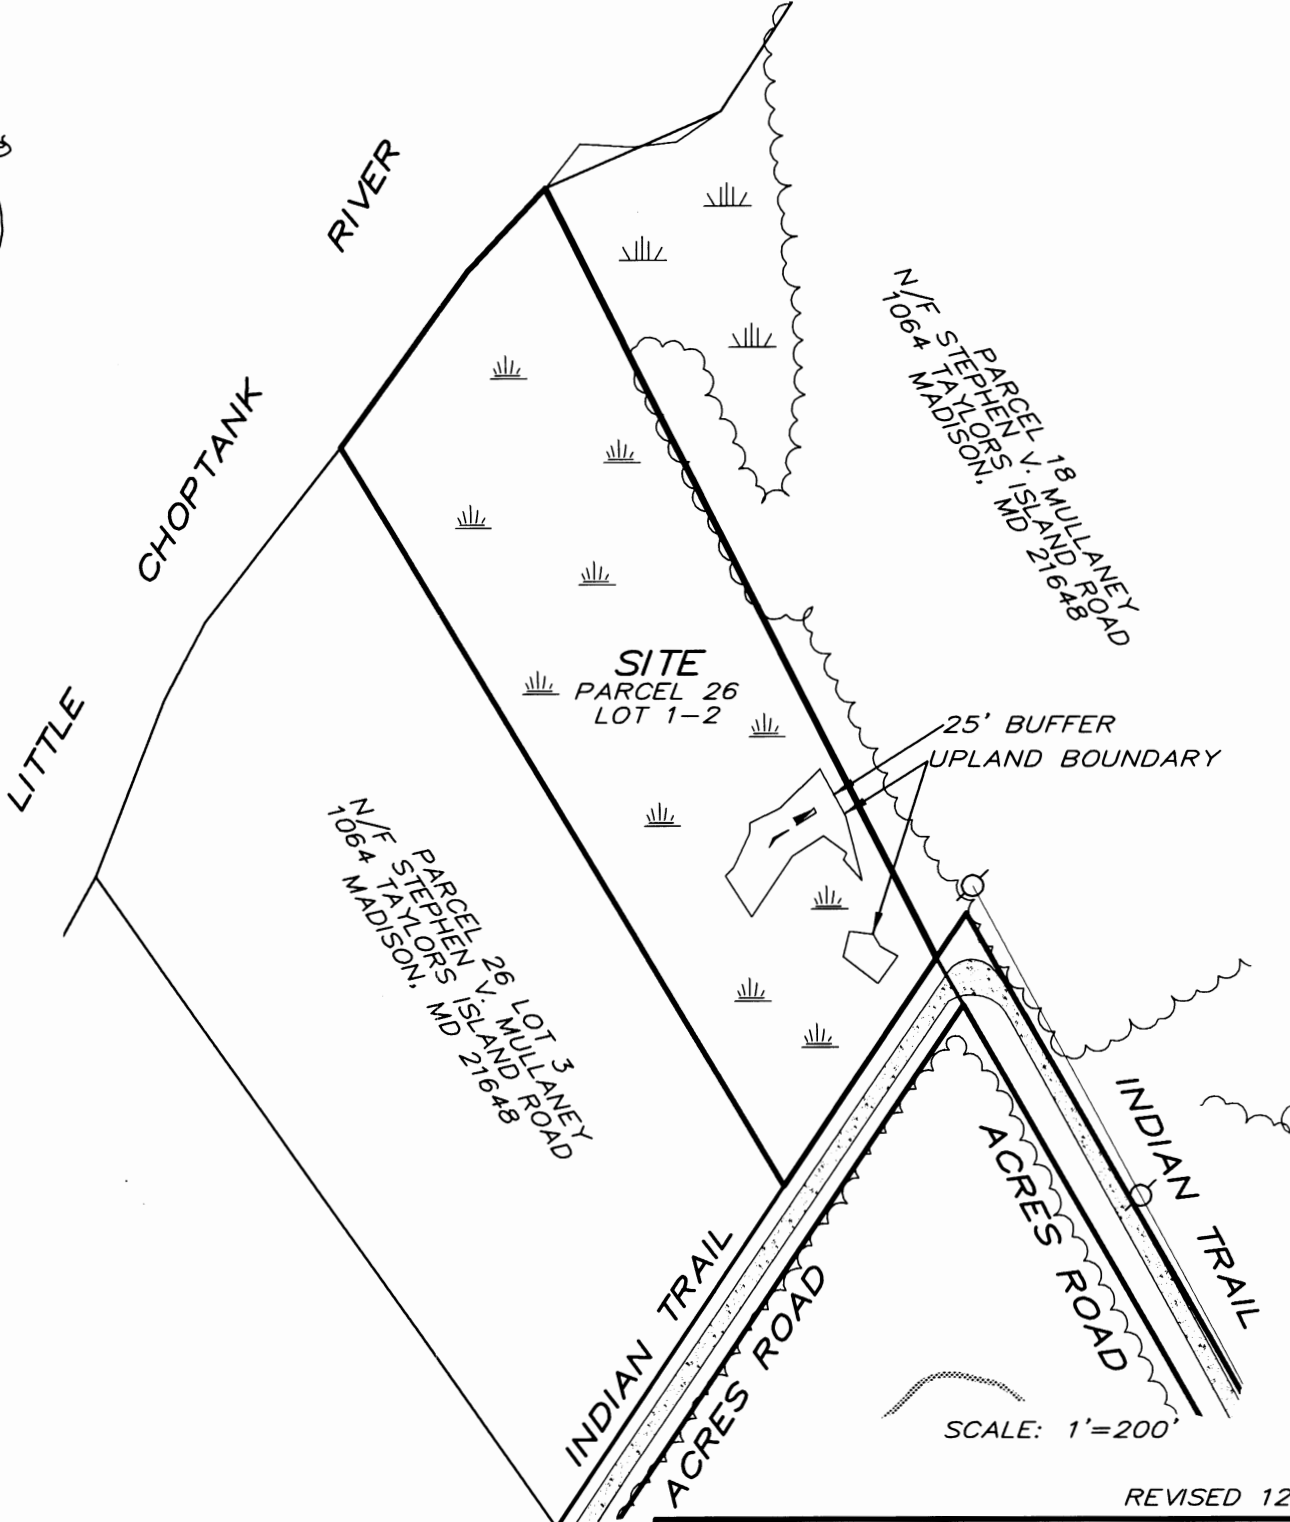 LITTLE CHOPTANK RIVER
PARCEL 18
N/F STEPHEN V. MULLANEY
1064 TAYLORS ISLAND ROAD
MADISON, MD 21648
SITE
PARCEL 26
LOT 1-2
25' BUFFER
UPLAND BOUNDARY
PARCEL 26 LOT 3
N/F STEPHEN V. MULLANEY
1064 TAYLORS ISLAND ROAD
MADISON, MD 21648
INDIAN TRAIL
ACRES ROAD
INDIAN TRAIL
ACRES ROAD
SCALE: 1'=200'
REVISED 12